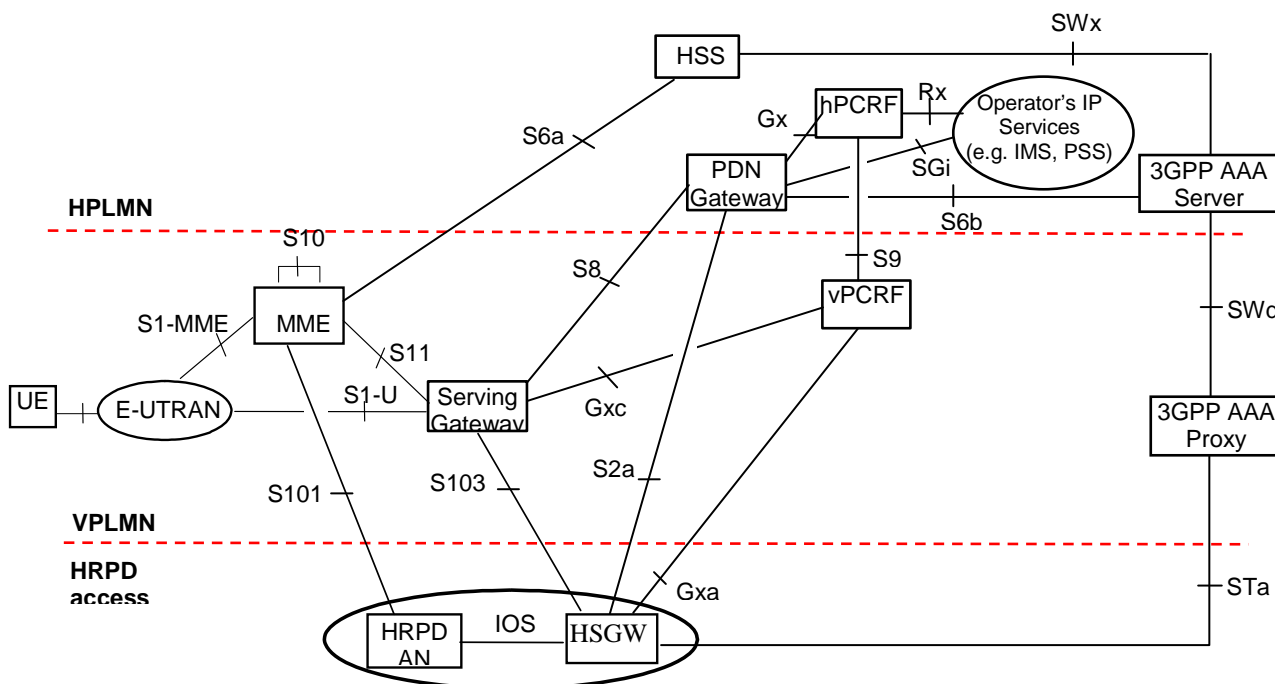 SWx
HSS
hPCRF
Rx
Operator's IP
Services
(e.g. IMS, PSS)
Gx
S6a
SGi
PDN
Gateway
3GPP AAA
Server
HPLMN
S6b
S10
S8
S9
vPCRF
MME
S1-MME
SWd
S11
S1-U
Serving
Gateway
Gxc
UE
E-UTRAN
3GPP AAA
Proxy
S2a
S101
S103
VPLMN
HRPD
access
Gxa
STa
IOS
HRPD
AN
HSGW